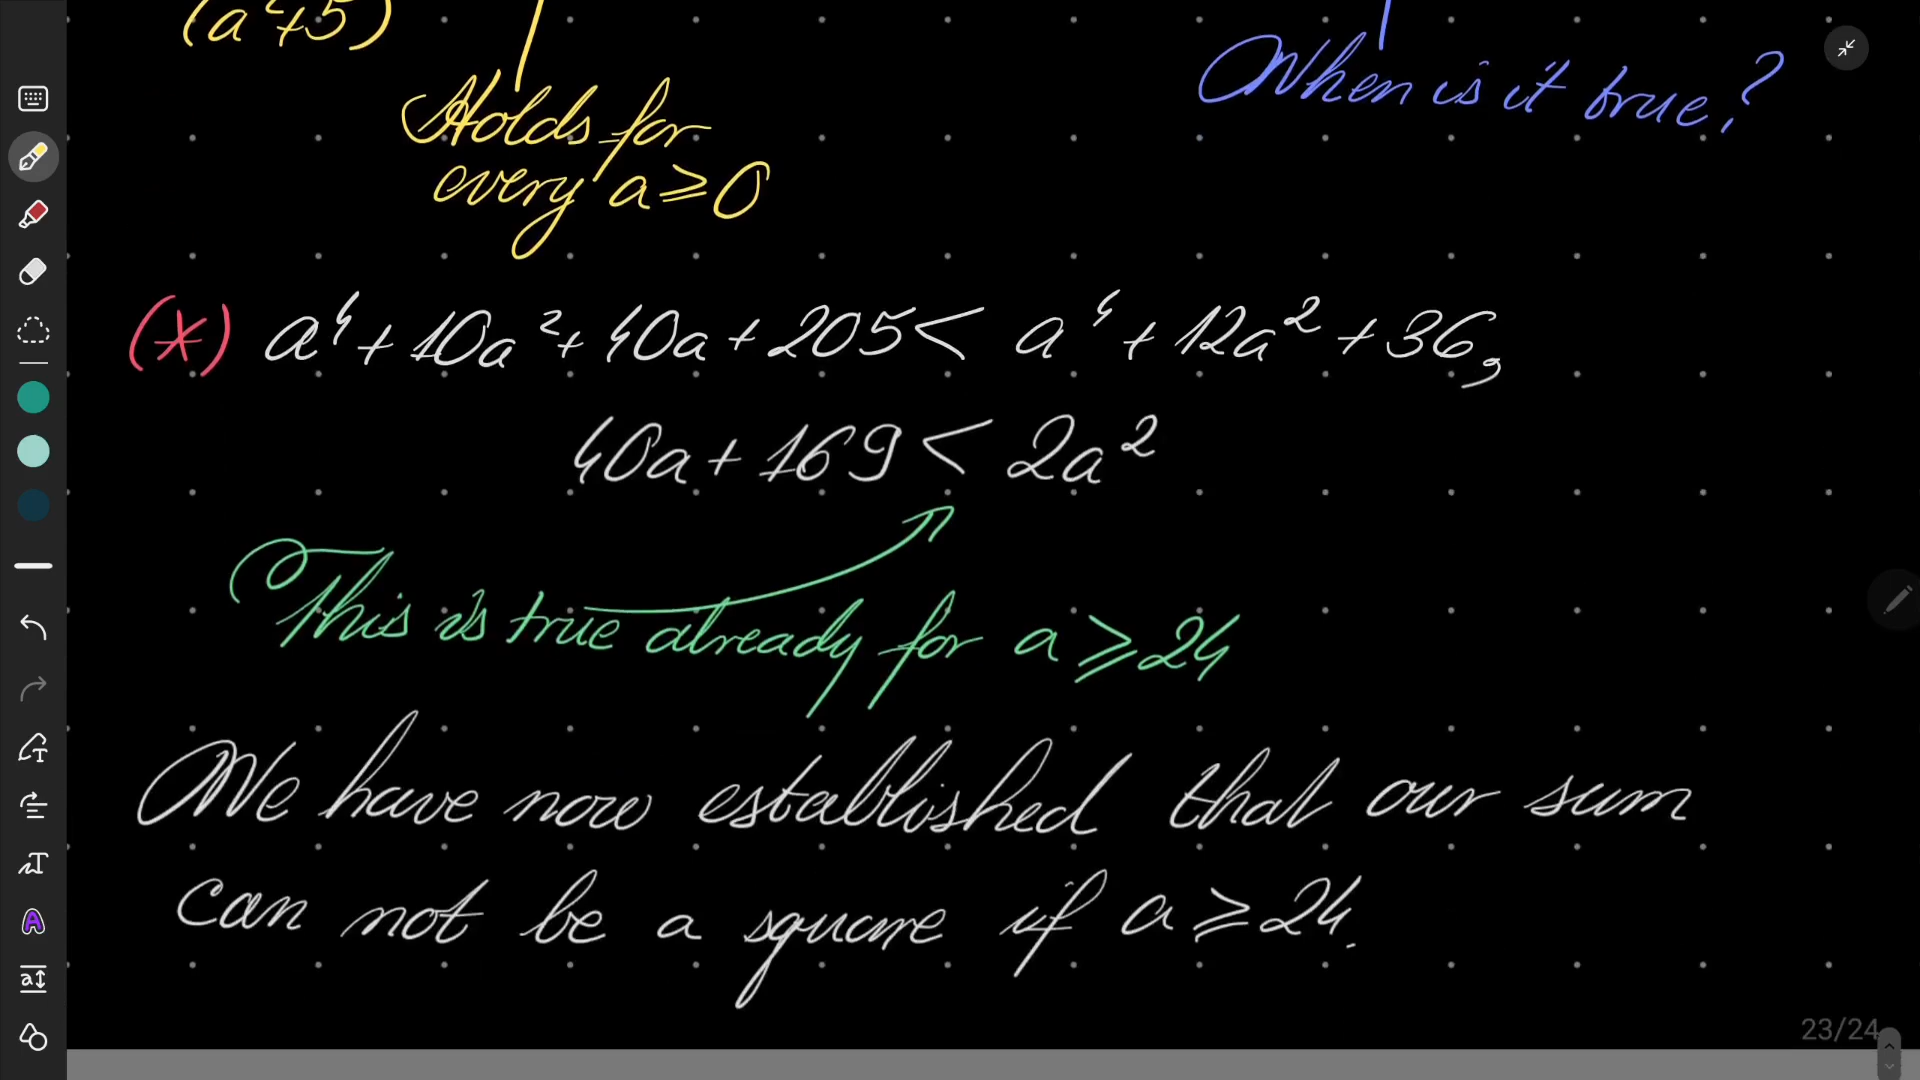 (a²+5)
When is it true?
Holds for
every a ≥ 0
(*) a⁴ + 10a² + 40a + 205 < a⁴ + 12a² + 36,
40a + 169 < 2a²
This is true already for a ≥ 24
We have now established that our sum
can not be a square if a ≥ 24.
23/24